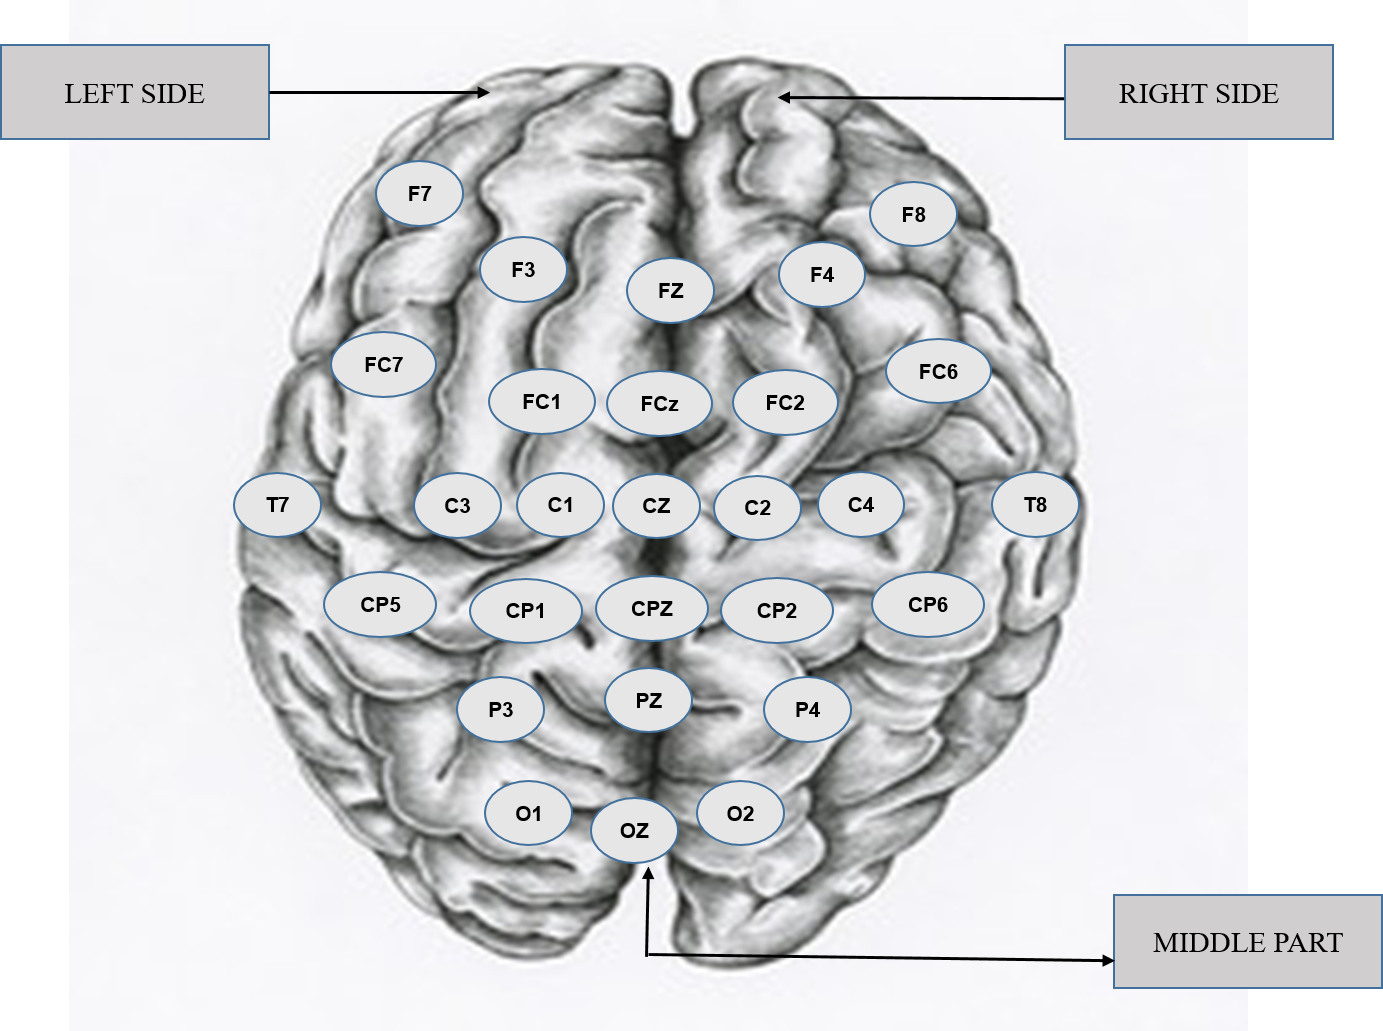 LEFT SIDE
RIGHT SIDE
F7
F8
F3
FZ
F4
FC7
FC1
FCz
FC2
FC6
T7
C3
C1
CZ
C2
C4
T8
CP5
CP1
CPZ
CP2
CP6
P3
PZ
P4
O1
OZ
O2
MIDDLE PART